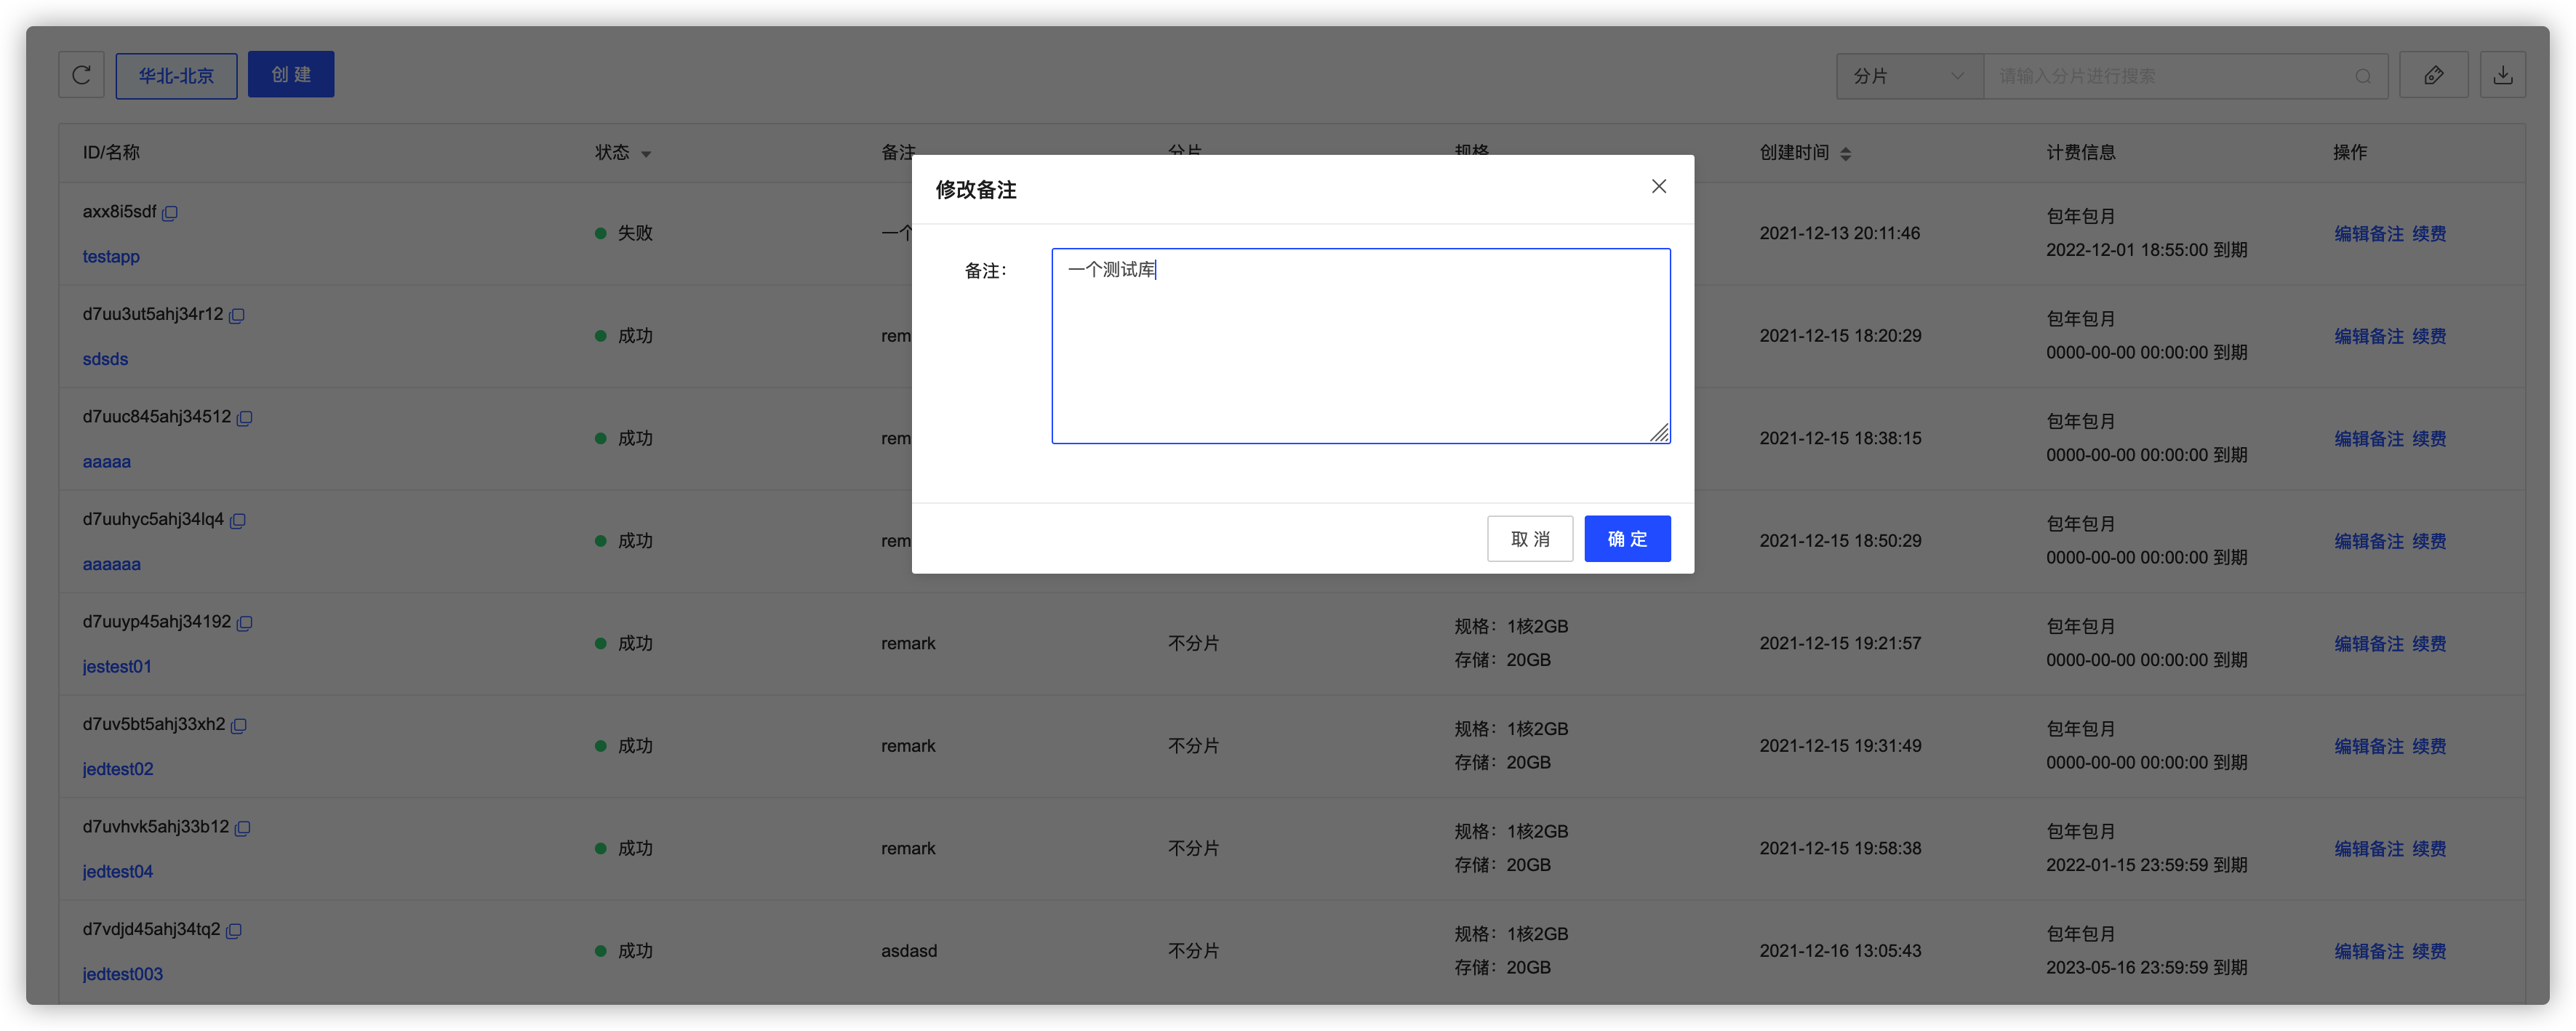 华北-北京 创 建 分片 请输入分片进行搜索
ID/名称 状态 备注 分片 规格 创建时间 计费信息 操作
修改备注
备注：
一个测试库
取 消 确 定
axx8i5sdf
testapp
失败
一个
2021-12-13 20:11:46
包年包月
2022-12-01 18:55:00 到期
编辑备注 续费
d7uu3ut5ahj34r12
sdsds
成功
rem
2021-12-15 18:20:29
包年包月
0000-00-00 00:00:00 到期
编辑备注 续费
d7uuc845ahj34512
aaaaa
成功
rem
2021-12-15 18:38:15
包年包月
0000-00-00 00:00:00 到期
编辑备注 续费
d7uuhyc5ahj34lq4
aaaaaa
成功
rem
2021-12-15 18:50:29
包年包月
0000-00-00 00:00:00 到期
编辑备注 续费
d7uuyp45ahj34192
jestest01
成功
remark
不分片
规格：1核2GB
存储：20GB
2021-12-15 19:21:57
包年包月
0000-00-00 00:00:00 到期
编辑备注 续费
d7uv5bt5ahj33xh2
jedtest02
成功
remark
不分片
规格：1核2GB
存储：20GB
2021-12-15 19:31:49
包年包月
0000-00-00 00:00:00 到期
编辑备注 续费
d7uvhvk5ahj33b12
jedtest04
成功
remark
不分片
规格：1核2GB
存储：20GB
2021-12-15 19:58:38
包年包月
2022-01-15 23:59:59 到期
编辑备注 续费
d7vdjd45ahj34tq2
jedtest003
成功
asdasd
不分片
规格：1核2GB
存储：20GB
2021-12-16 13:05:43
包年包月
2023-05-16 23:59:59 到期
编辑备注 续费